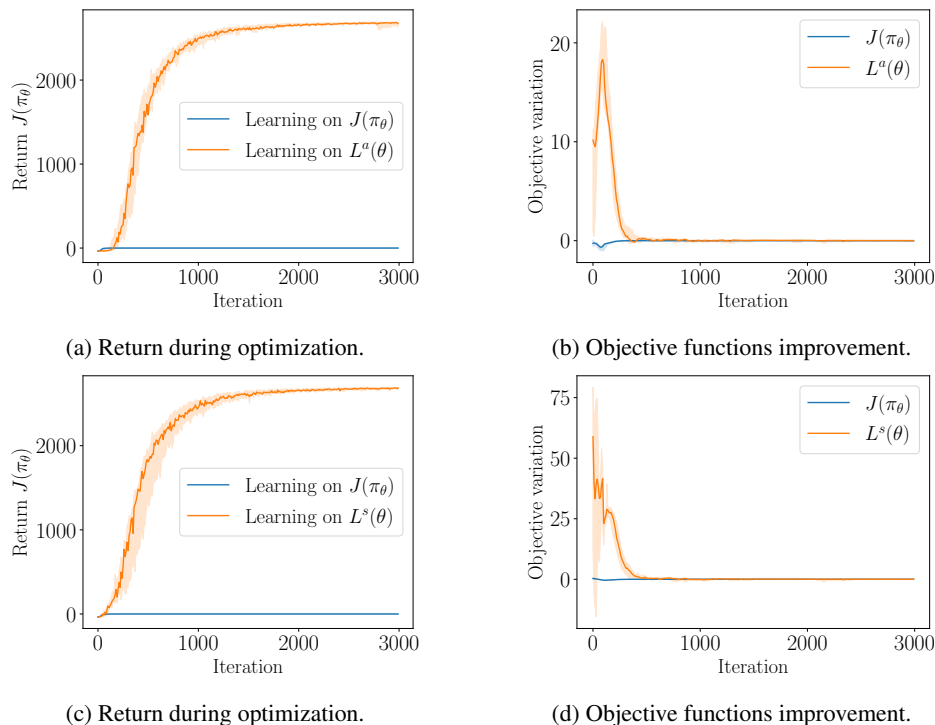 Return J(π_θ)
2000
1000
0
Learning on J(π_θ)
Learning on L^a(θ)
0 1000 2000 3000
Iteration
(a) Return during optimization.
Objective variation
20
10
0
J(π_θ)
L^a(θ)
0 1000 2000 3000
Iteration
(b) Objective functions improvement.
Return J(π_θ)
2000
1000
0
Learning on J(π_θ)
Learning on L^s(θ)
0 1000 2000 3000
Iteration
(c) Return during optimization.
Objective variation
75
50
25
0
J(π_θ)
L^s(θ)
0 1000 2000 3000
Iteration
(d) Objective functions improvement.